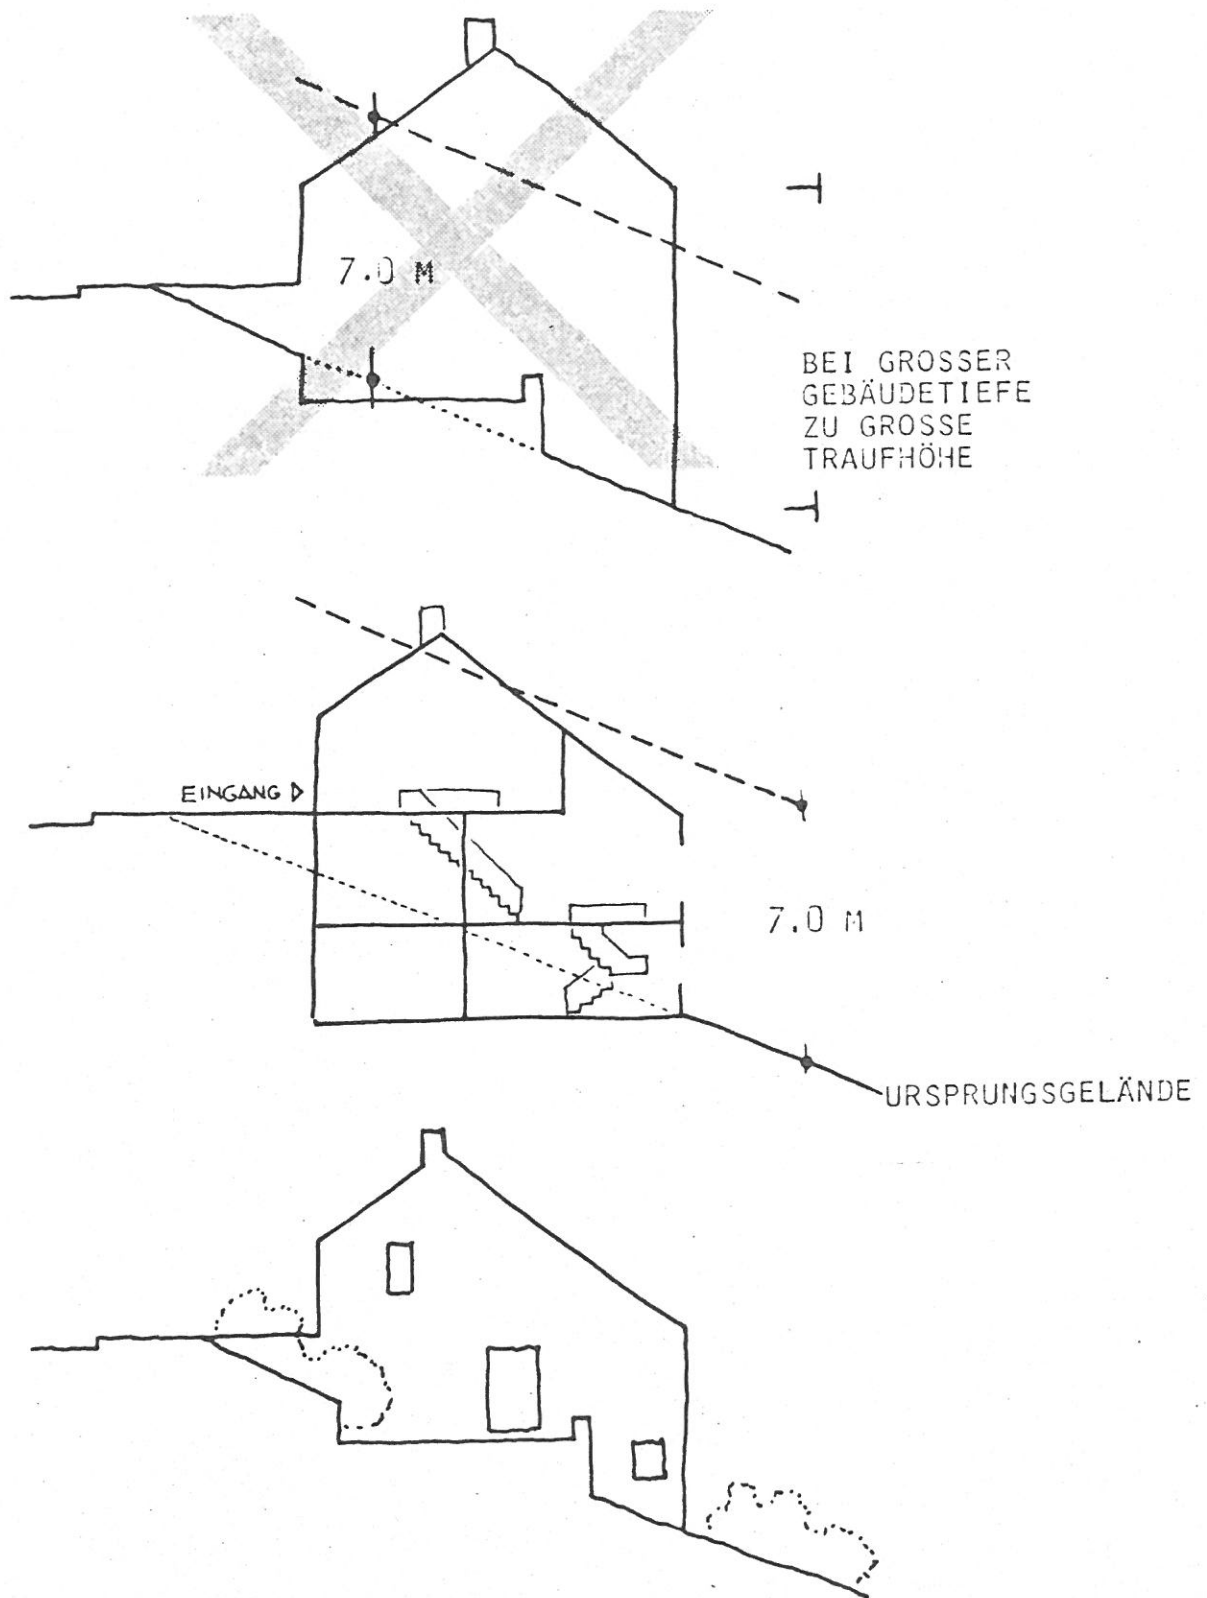 7.0 M
BEI GROSSER
GEBÄUDETIEFE
ZU GROSSE
TRAUFHÖHE
EINGANG
7.0 M
URSPRUNGSGELÄNDE